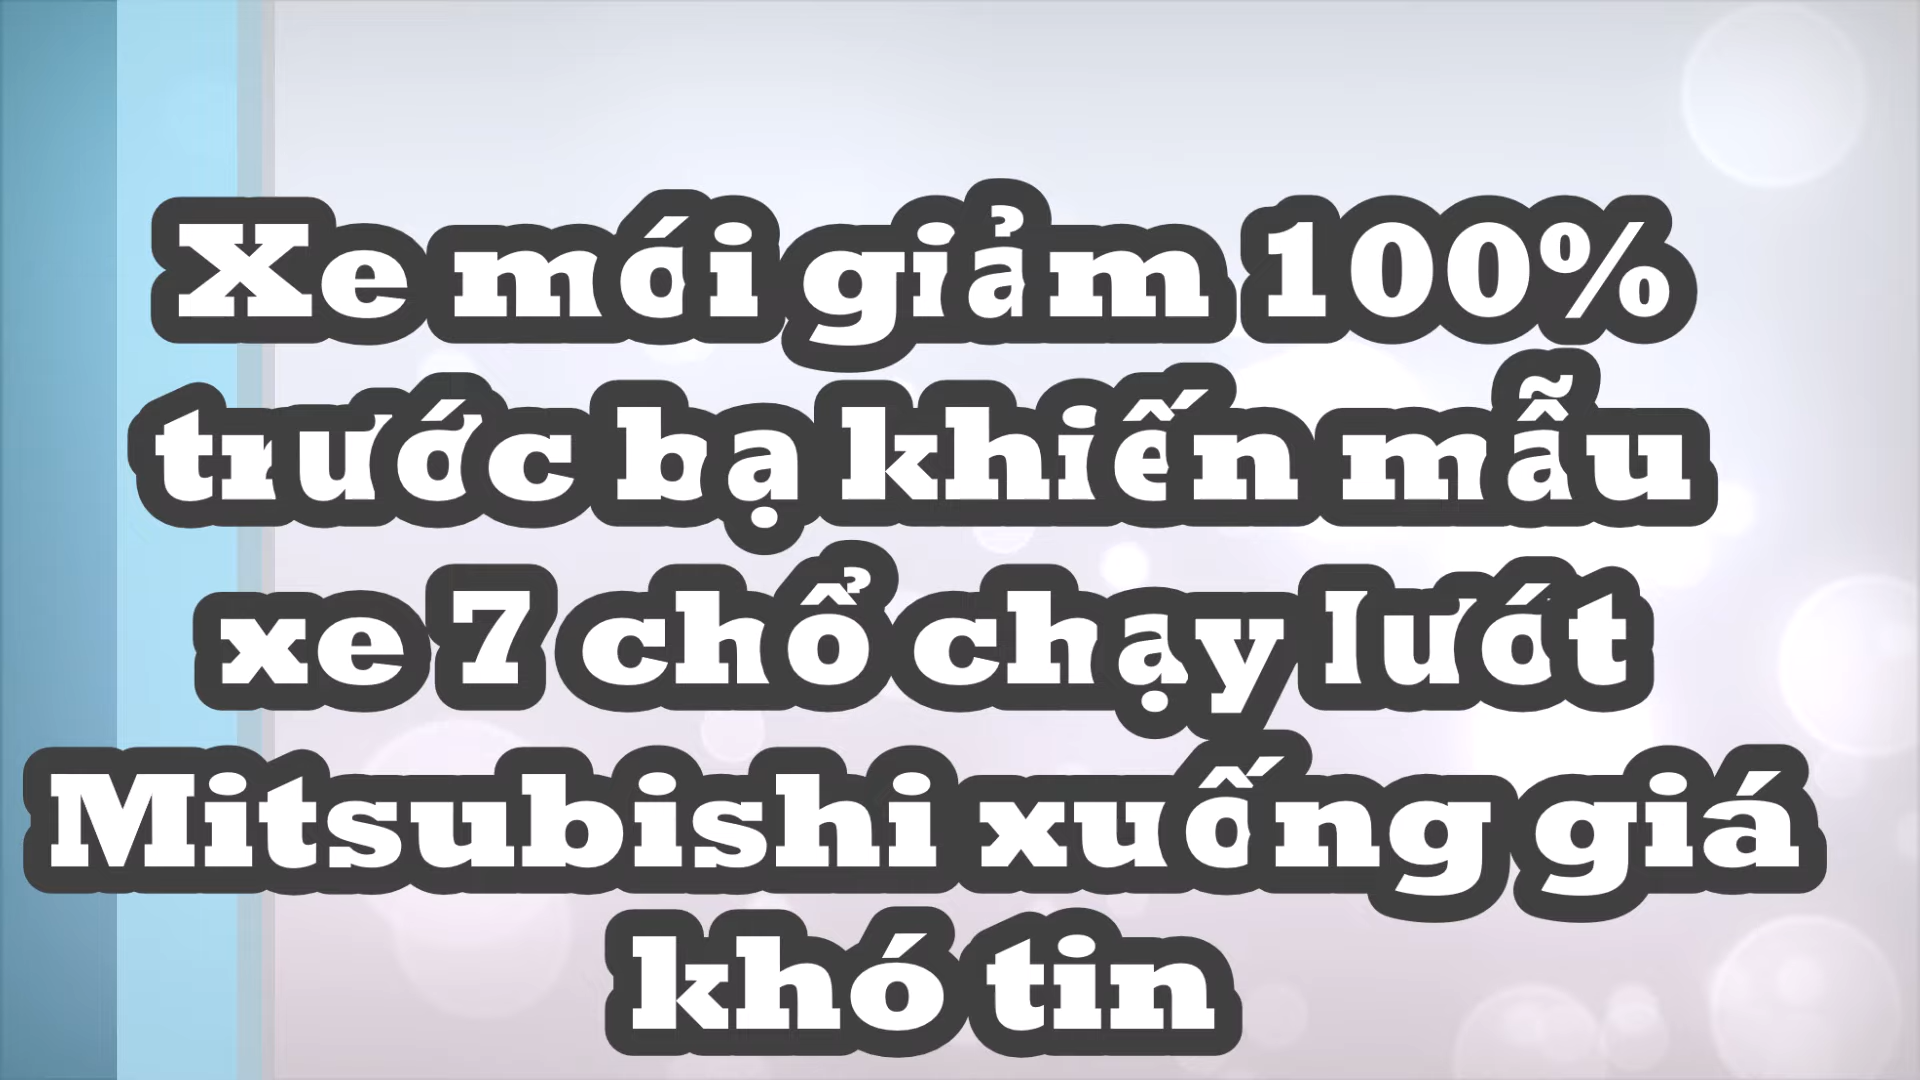 Xe mới giảm 100%
trước bạ khiến mẫu
xe 7 chổ chạy lướt
Mitsubishi xuống giá
khó tin